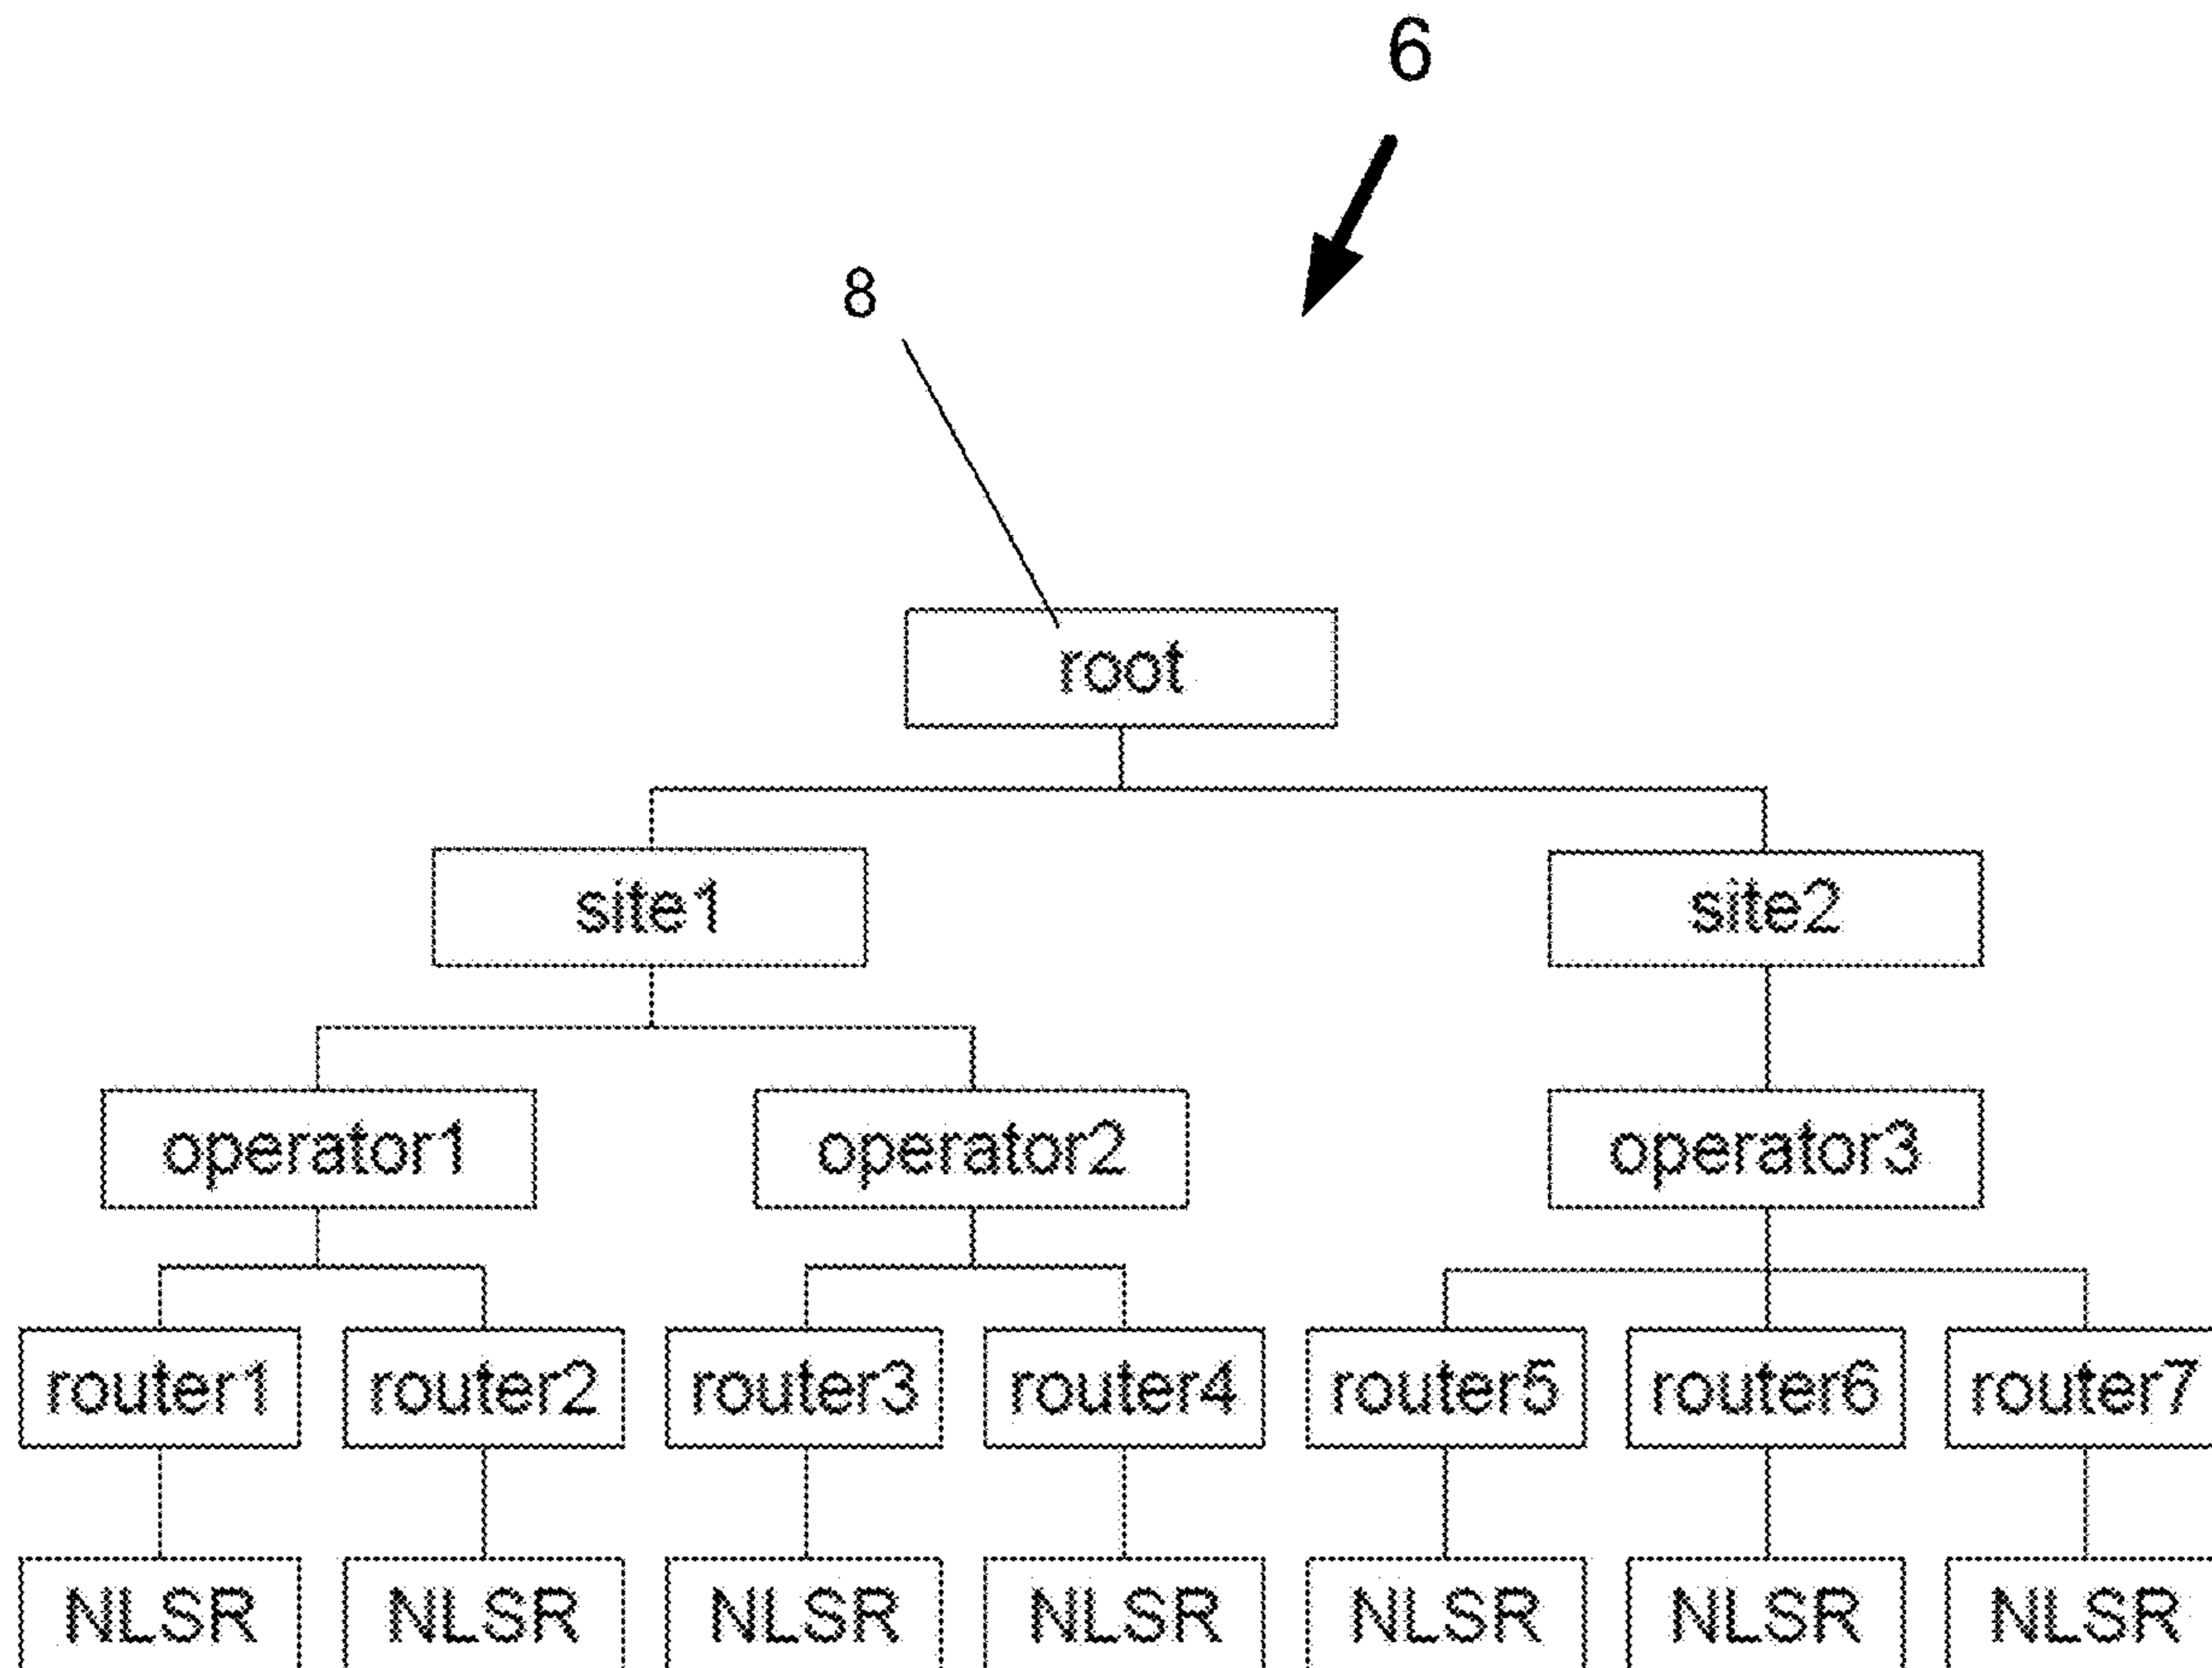 6
8
root
site1 site2
operator1 operator2 operator3
router1 router2 router3 router4 router5 router6 router7
NLSR NLSR NLSR NLSR NLSR NLSR NLSR